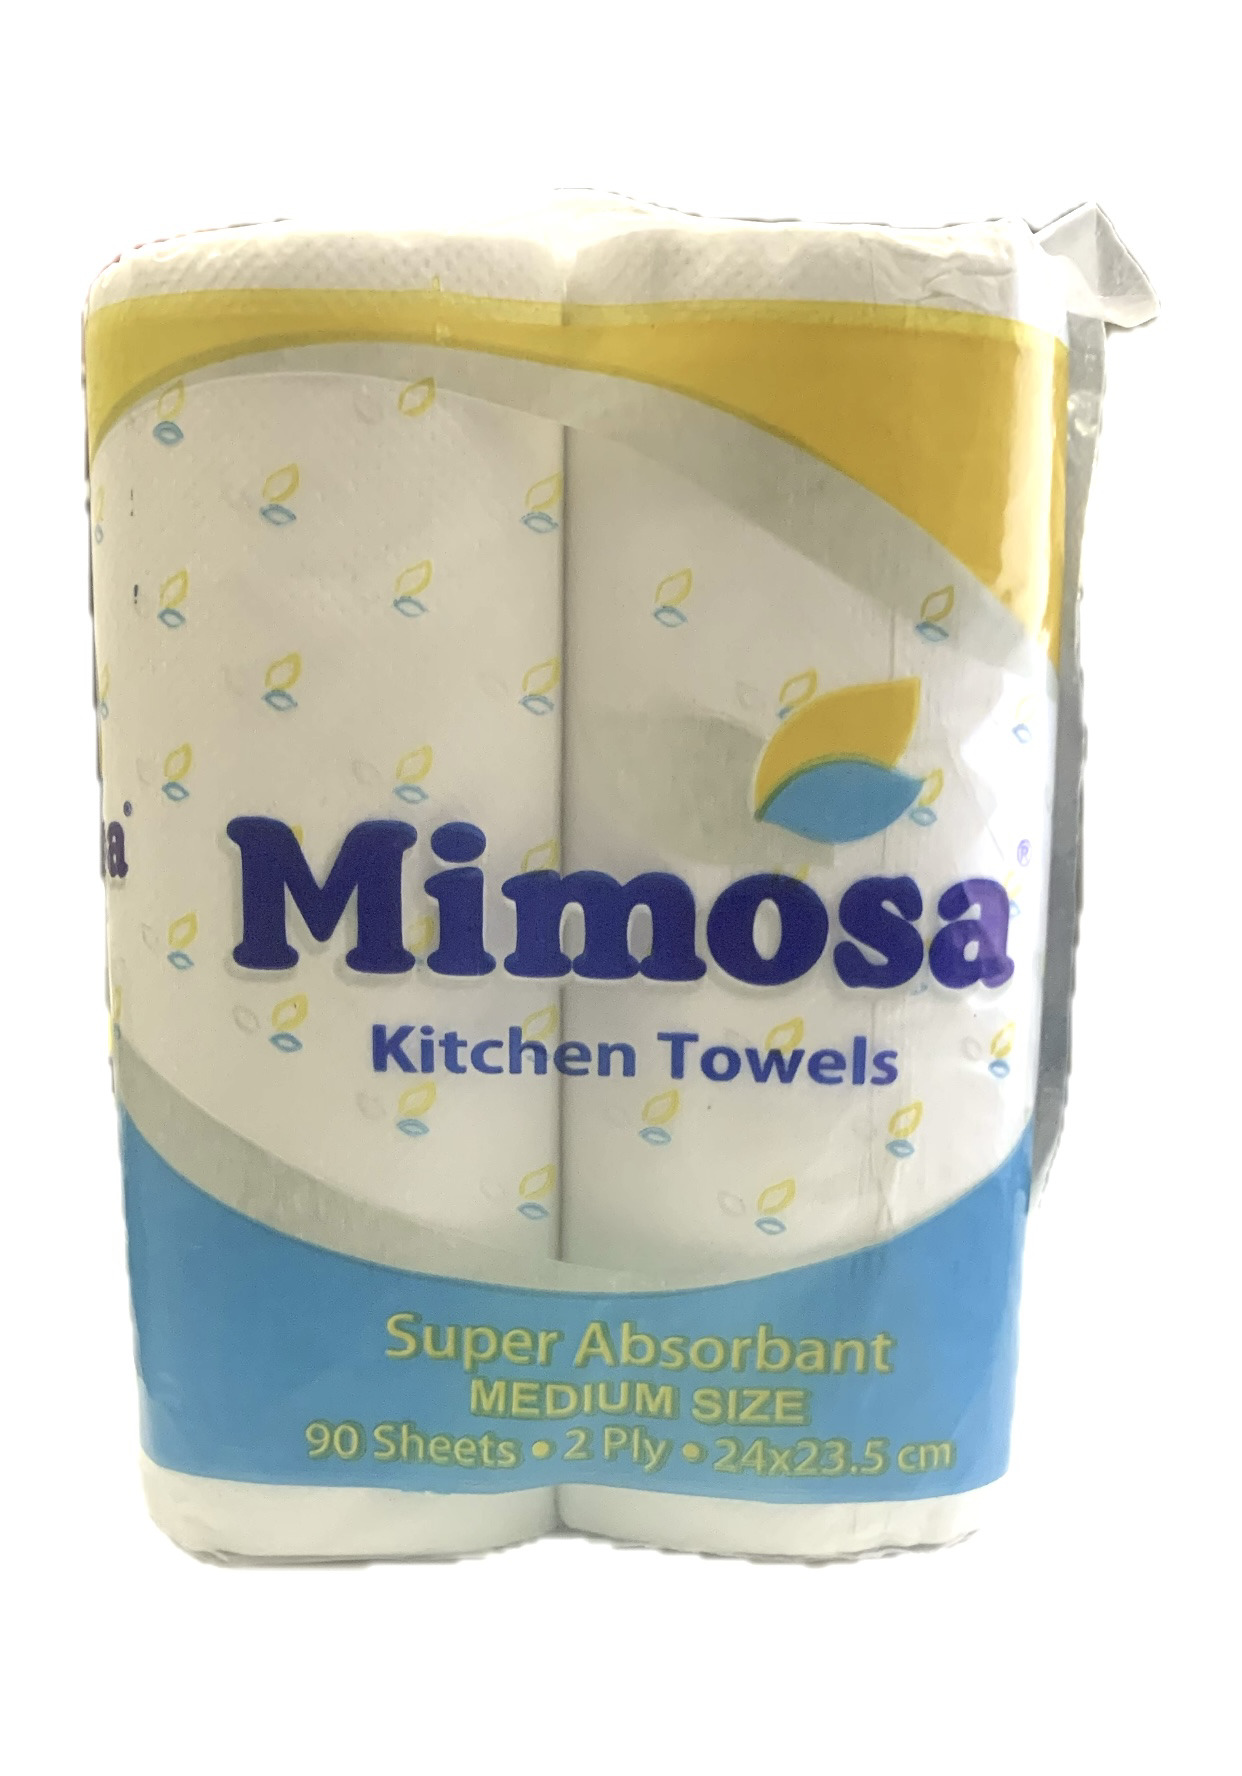 Mimosa®
Kitchen Towels
Super Absorbant
MEDIUM SIZE
90 Sheets • 2 Ply • 24x23.5 cm